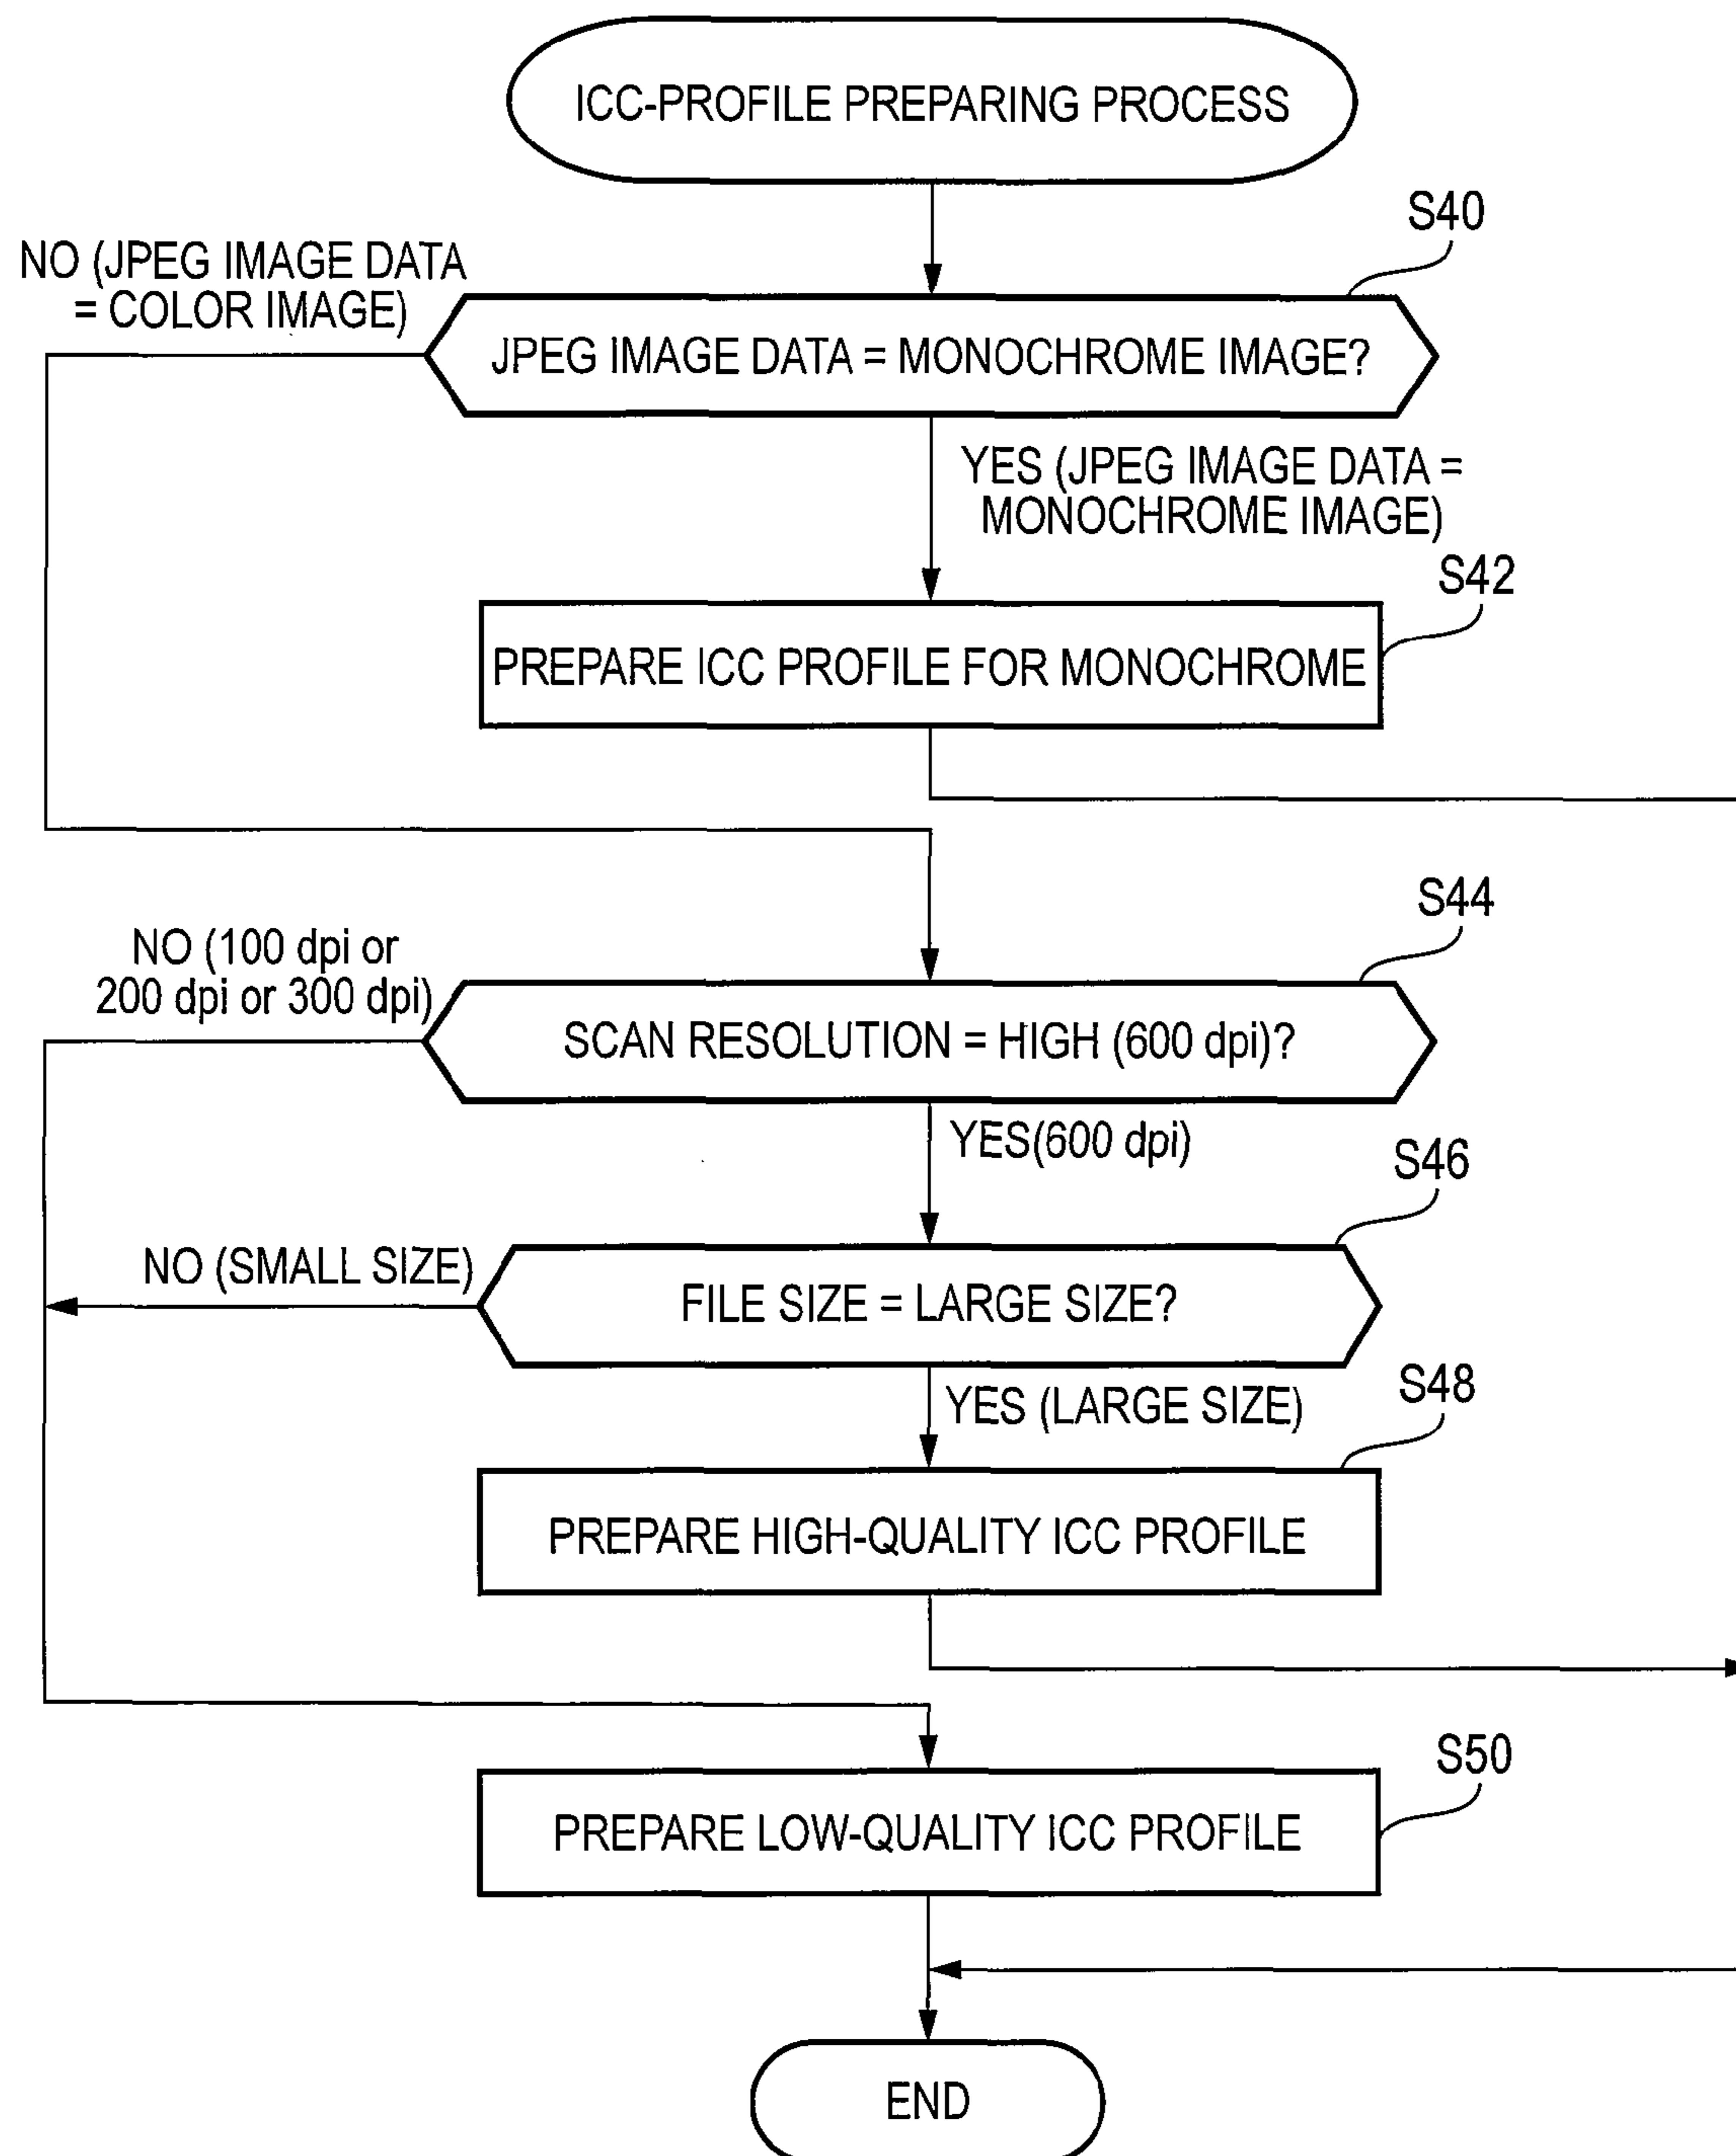 ICC-PROFILE PREPARING PROCESS
S40
NO (JPEG IMAGE DATA
= COLOR IMAGE)
JPEG IMAGE DATA = MONOCHROME IMAGE?
YES (JPEG IMAGE DATA =
MONOCHROME IMAGE)
S42
PREPARE ICC PROFILE FOR MONOCHROME
S44
NO (100 dpi or
200 dpi or 300 dpi)
SCAN RESOLUTION = HIGH (600 dpi)?
YES(600 dpi)
S46
NO (SMALL SIZE)
FILE SIZE = LARGE SIZE?
S48
YES (LARGE SIZE)
PREPARE HIGH-QUALITY ICC PROFILE
S50
PREPARE LOW-QUALITY ICC PROFILE
END